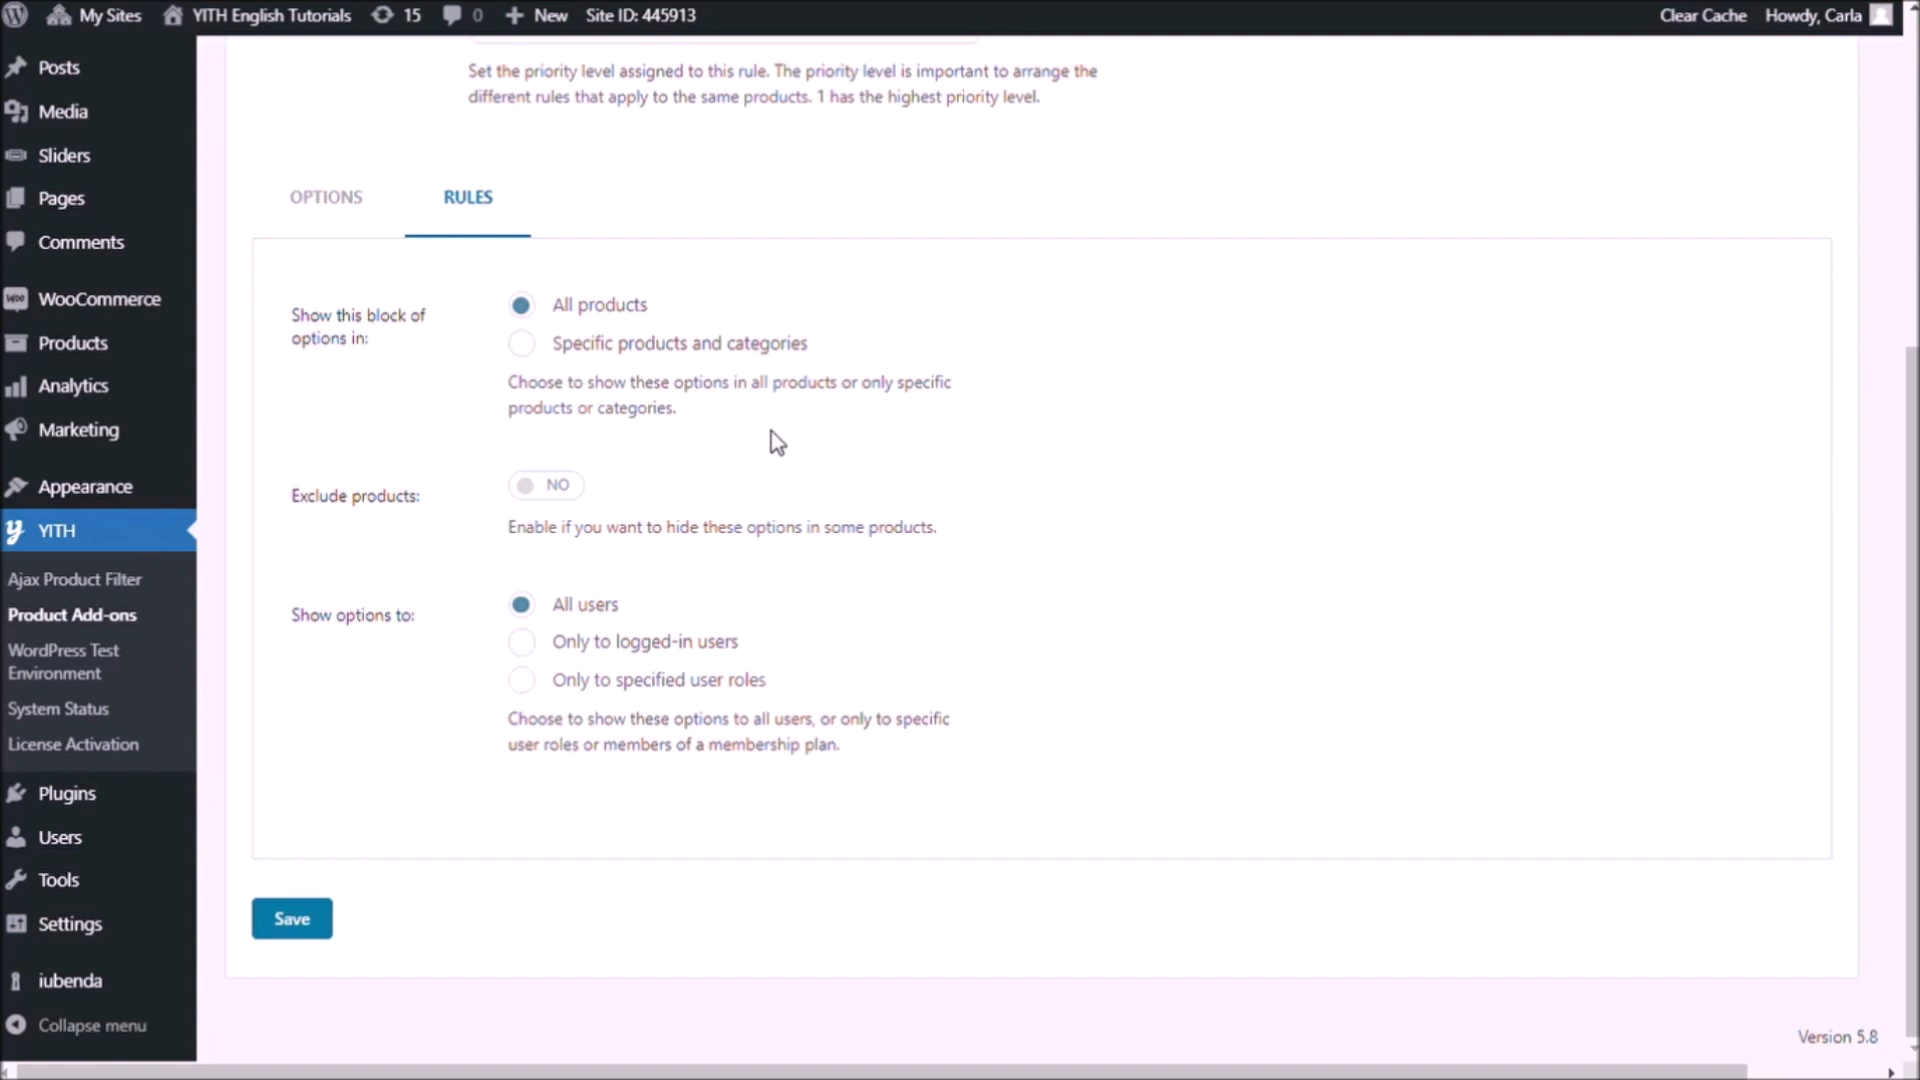 My Sites YITH English Tutorials 15 0 New Site ID: 445913 Clear Cache Howdy, Carla
Posts
Media
Sliders
Pages
Comments
WooCommerce
Products
Analytics
Marketing
Appearance
YITH
Ajax Product Filter
Product Add-ons
WordPress Test
Environment
System Status
License Activation
Plugins
Users
Tools
Settings
iubenda
Collapse menu
Set the priority level assigned to this rule. The priority level is important to arrange the
different rules that apply to the same products. 1 has the highest priority level.
OPTIONS RULES
Show this block of
options in:
All products
Specific products and categories
Choose to show these options in all products or only specific
products or categories.
Exclude products:
NO
Enable if you want to hide these options in some products.
Show options to:
All users
Only to logged-in users
Only to specified user roles
Choose to show these options to all users, or only to specific
user roles or members of a membership plan.
Save
Version 5.8